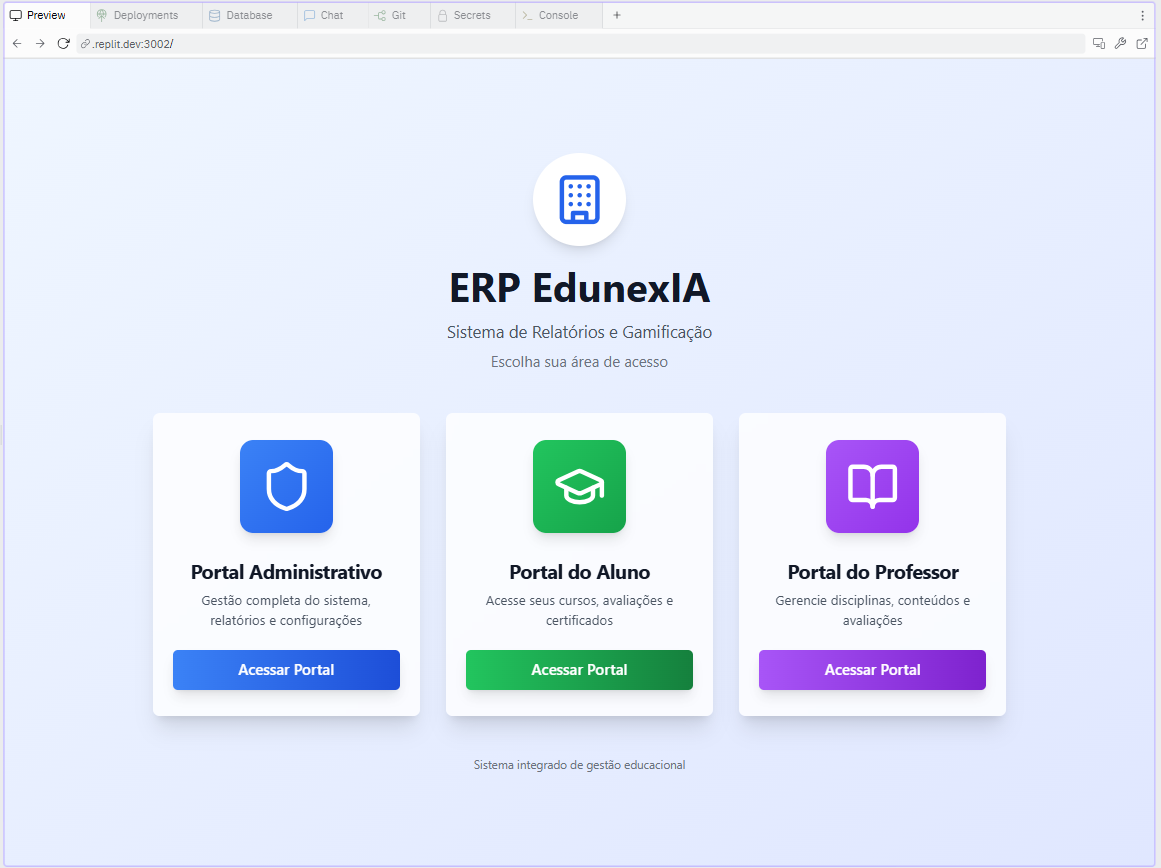 Preview Deployments Database Chat Git Secrets Console
.replit.dev:3002/
ERP EdunexIA
Sistema de Relatórios e Gamificação
Escolha sua área de acesso
Portal Administrativo
Gestão completa do sistema,
relatórios e configurações
Acessar Portal
Portal do Aluno
Acesse seus cursos, avaliações e
certificados
Acessar Portal
Portal do Professor
Gerencie disciplinas, conteúdos e
avaliações
Acessar Portal
Sistema integrado de gestão educacional